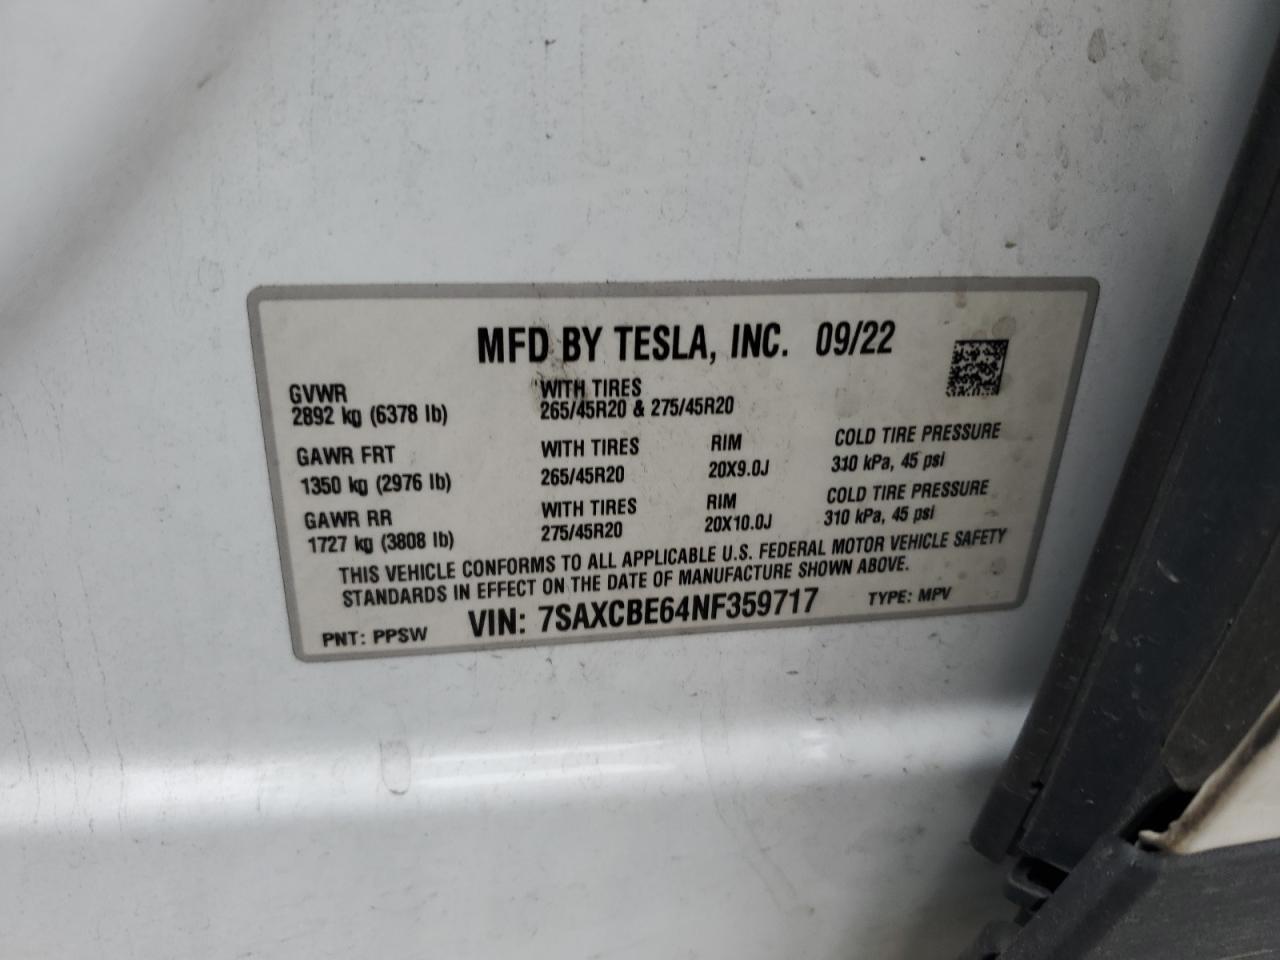 MFD BY TESLA, INC. 09/22
GVWR WITH TIRES
2892 kg (6378 lb) 265/45R20 & 275/45R20
GAWR FRT WITH TIRES RIM COLD TIRE PRESSURE
1350 kg (2976 lb) 265/45R20 20X9.0J 310 kPa, 45 psi
GAWR RR WITH TIRES RIM COLD TIRE PRESSURE
1727 kg (3808 lb) 275/45R20 20X10.0J 310 kPa, 45 psi
THIS VEHICLE CONFORMS TO ALL APPLICABLE U.S. FEDERAL MOTOR VEHICLE SAFETY
STANDARDS IN EFFECT ON THE DATE OF MANUFACTURE SHOWN ABOVE.
PNT: PPSW VIN: 7SAXCBE64NF359717 TYPE: MPV